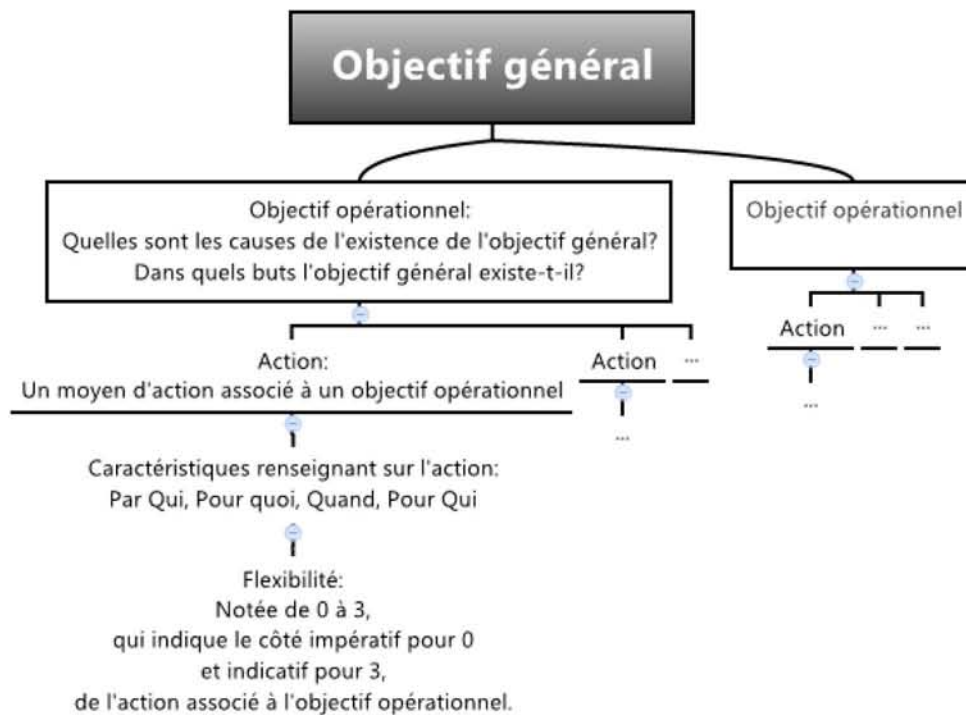 Objectif général
Objectif opérationnel:
Quelles sont les causes de l'existence de l'objectif général?
Dans quels buts l'objectif général existe-t-il?
Objectif opérationnel
Action:
Un moyen d'action associé à un objectif opérationnel
Action
...
...
Action
...
...
...
Caractéristiques renseignant sur l'action:
Par Qui, Pour quoi, Quand, Pour Qui
Flexibilité:
Notée de 0 à 3,
qui indique le côté impératif pour 0
et indicatif pour 3,
de l'action associé à l'objectif opérationnel.